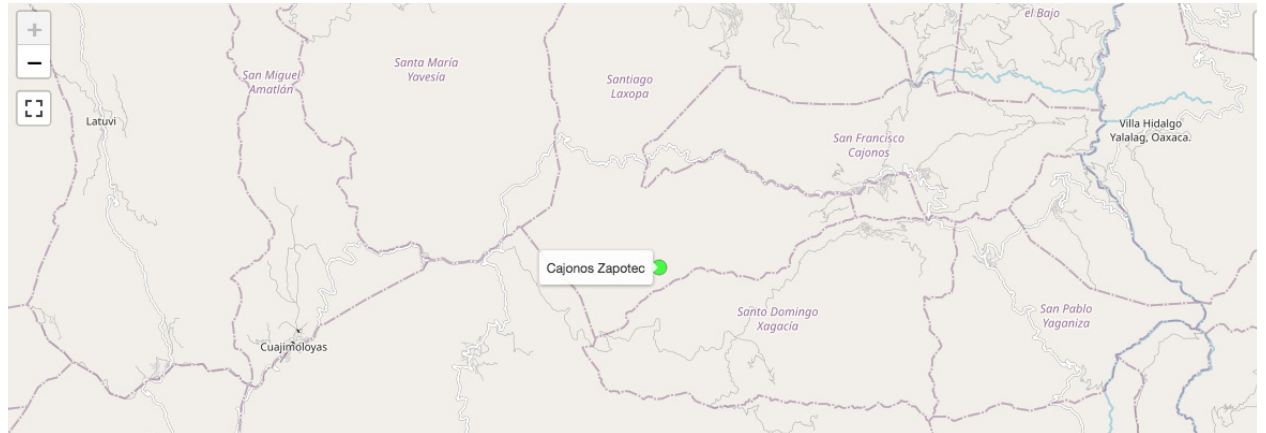 +
−
el Bajo
Santa María
Yavesía
San Miguel
Amatlán
Santiago
Laxopa
Latuvi
San Francisco
Cajonos
Villa Hidalgo
Yalalag, Oaxaca.
Cajonos Zapotec
Santo Domingo
Xagacía
San Pablo
Yaganiza
Cuajimoloyas